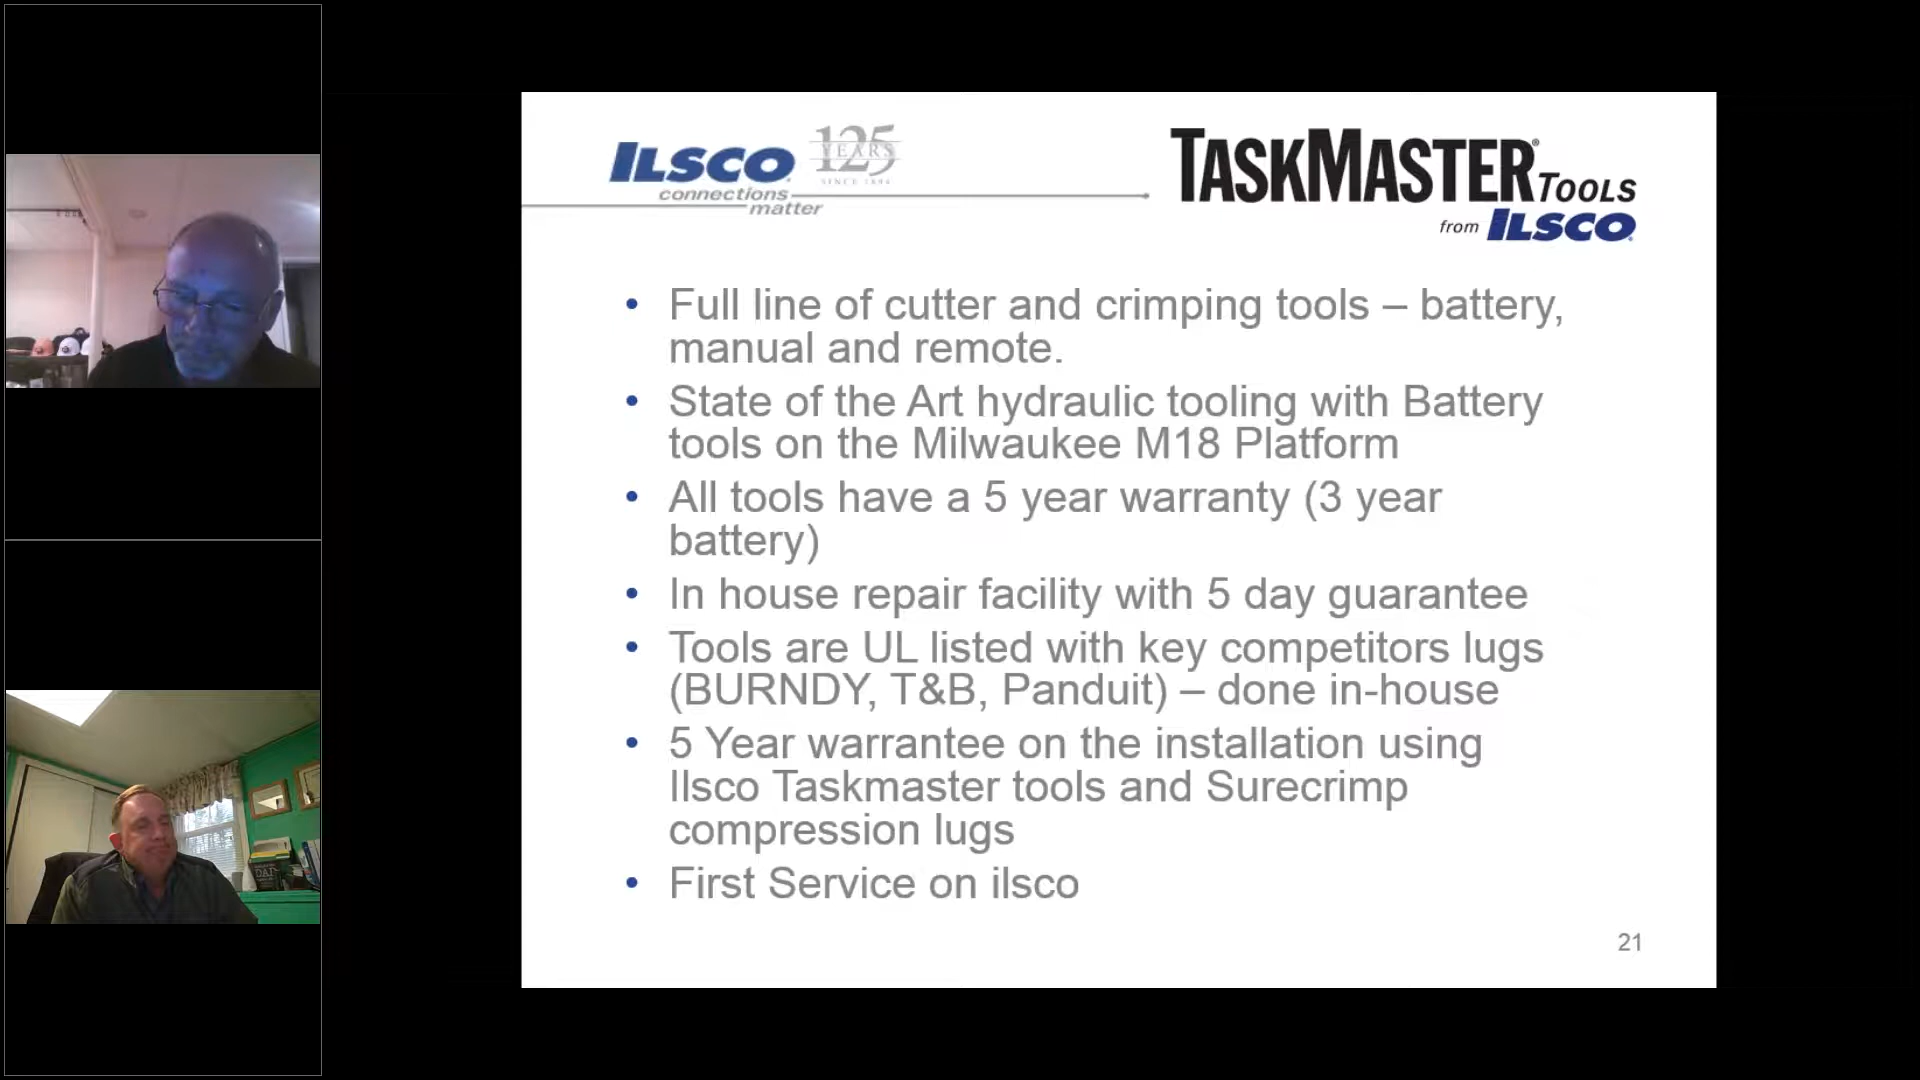 ILSCO
connections
matter
125
YEARS
SINCE 1894
TASKMASTER® TOOLS
from ILSCO
• Full line of cutter and crimping tools – battery,
manual and remote.
• State of the Art hydraulic tooling with Battery
tools on the Milwaukee M18 Platform
• All tools have a 5 year warranty (3 year
battery)
• In house repair facility with 5 day guarantee
• Tools are UL listed with key competitors lugs
(BURNDY, T&B, Panduit) – done in-house
• 5 Year warrantee on the installation using
Ilsco Taskmaster tools and Surecrimp
compression lugs
• First Service on ilsco
21
DAD